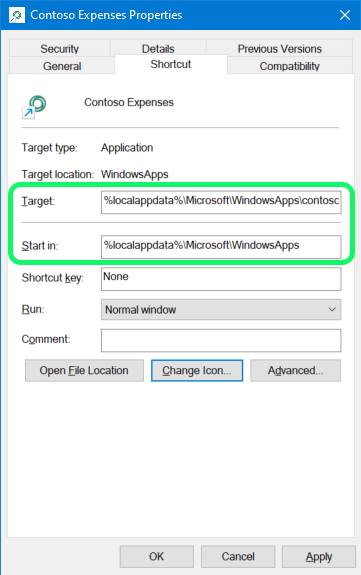 Contoso Expenses Properties
Security Details Previous Versions
General Shortcut Compatibility
Contoso Expenses
Target type: Application
Target location: WindowsApps
Target: %localappdata%\Microsoft\WindowsApps\contosc
Start in: %localappdata%\Microsoft\WindowsApps
Shortcut key: None
Run: Normal window
Comment:
Open File Location Change Icon... Advanced...
OK Cancel Apply